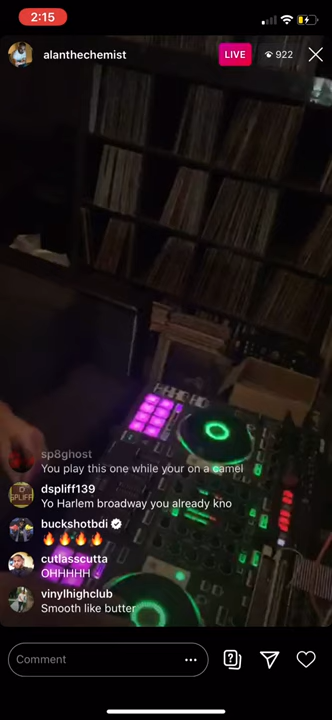 2:15
alanthechemist
LIVE
922
sp8ghost
You play this one while your on a camel
dspliff139
Yo Harlem broadway you already kno
SPLIFF
buckshotbdi
🔥🔥🔥🔥
cutlasscutta
OHHHHH
vinylhighclub
Smooth like butter
Comment